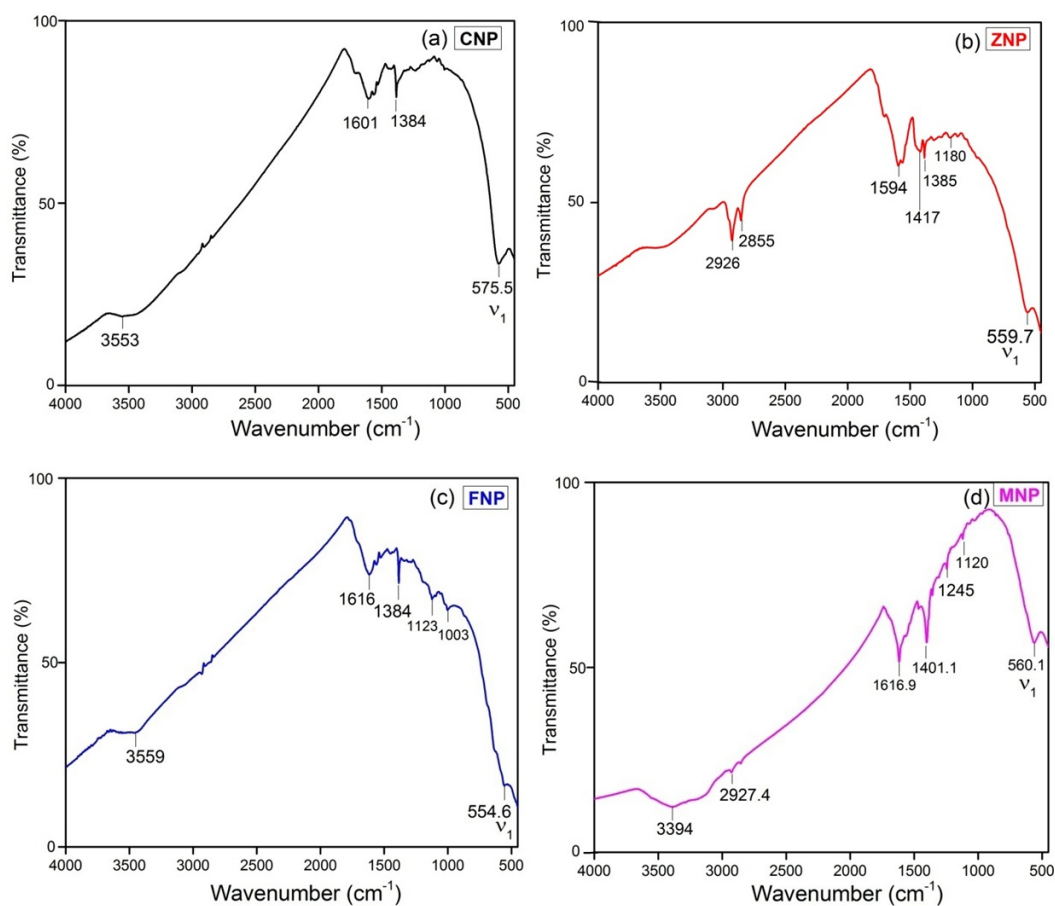 (a) CNP
100
50
0
Transmittance (%)
1601
1384
3553
575.5
ν1
4000 3500 3000 2500 2000 1500 1000 500
Wavenumber (cm-1)
(b) ZNP
100
50
0
Transmittance (%)
2926
2855
1594
1417
1385
1180
559.7
ν1
4000 3500 3000 2500 2000 1500 1000 500
Wavenumber (cm-1)
(c) FNP
100
50
0
Transmittance (%)
3559
1616
1384
1123
1003
554.6
ν1
4000 3500 3000 2500 2000 1500 1000 500
Wavenumber (cm-1)
(d) MNP
100
50
0
Transmittance (%)
3394
2927.4
1616.9
1401.1
1245
1120
560.1
ν1
4000 3500 3000 2500 2000 1500 1000 500
Wavenumber (cm-1)